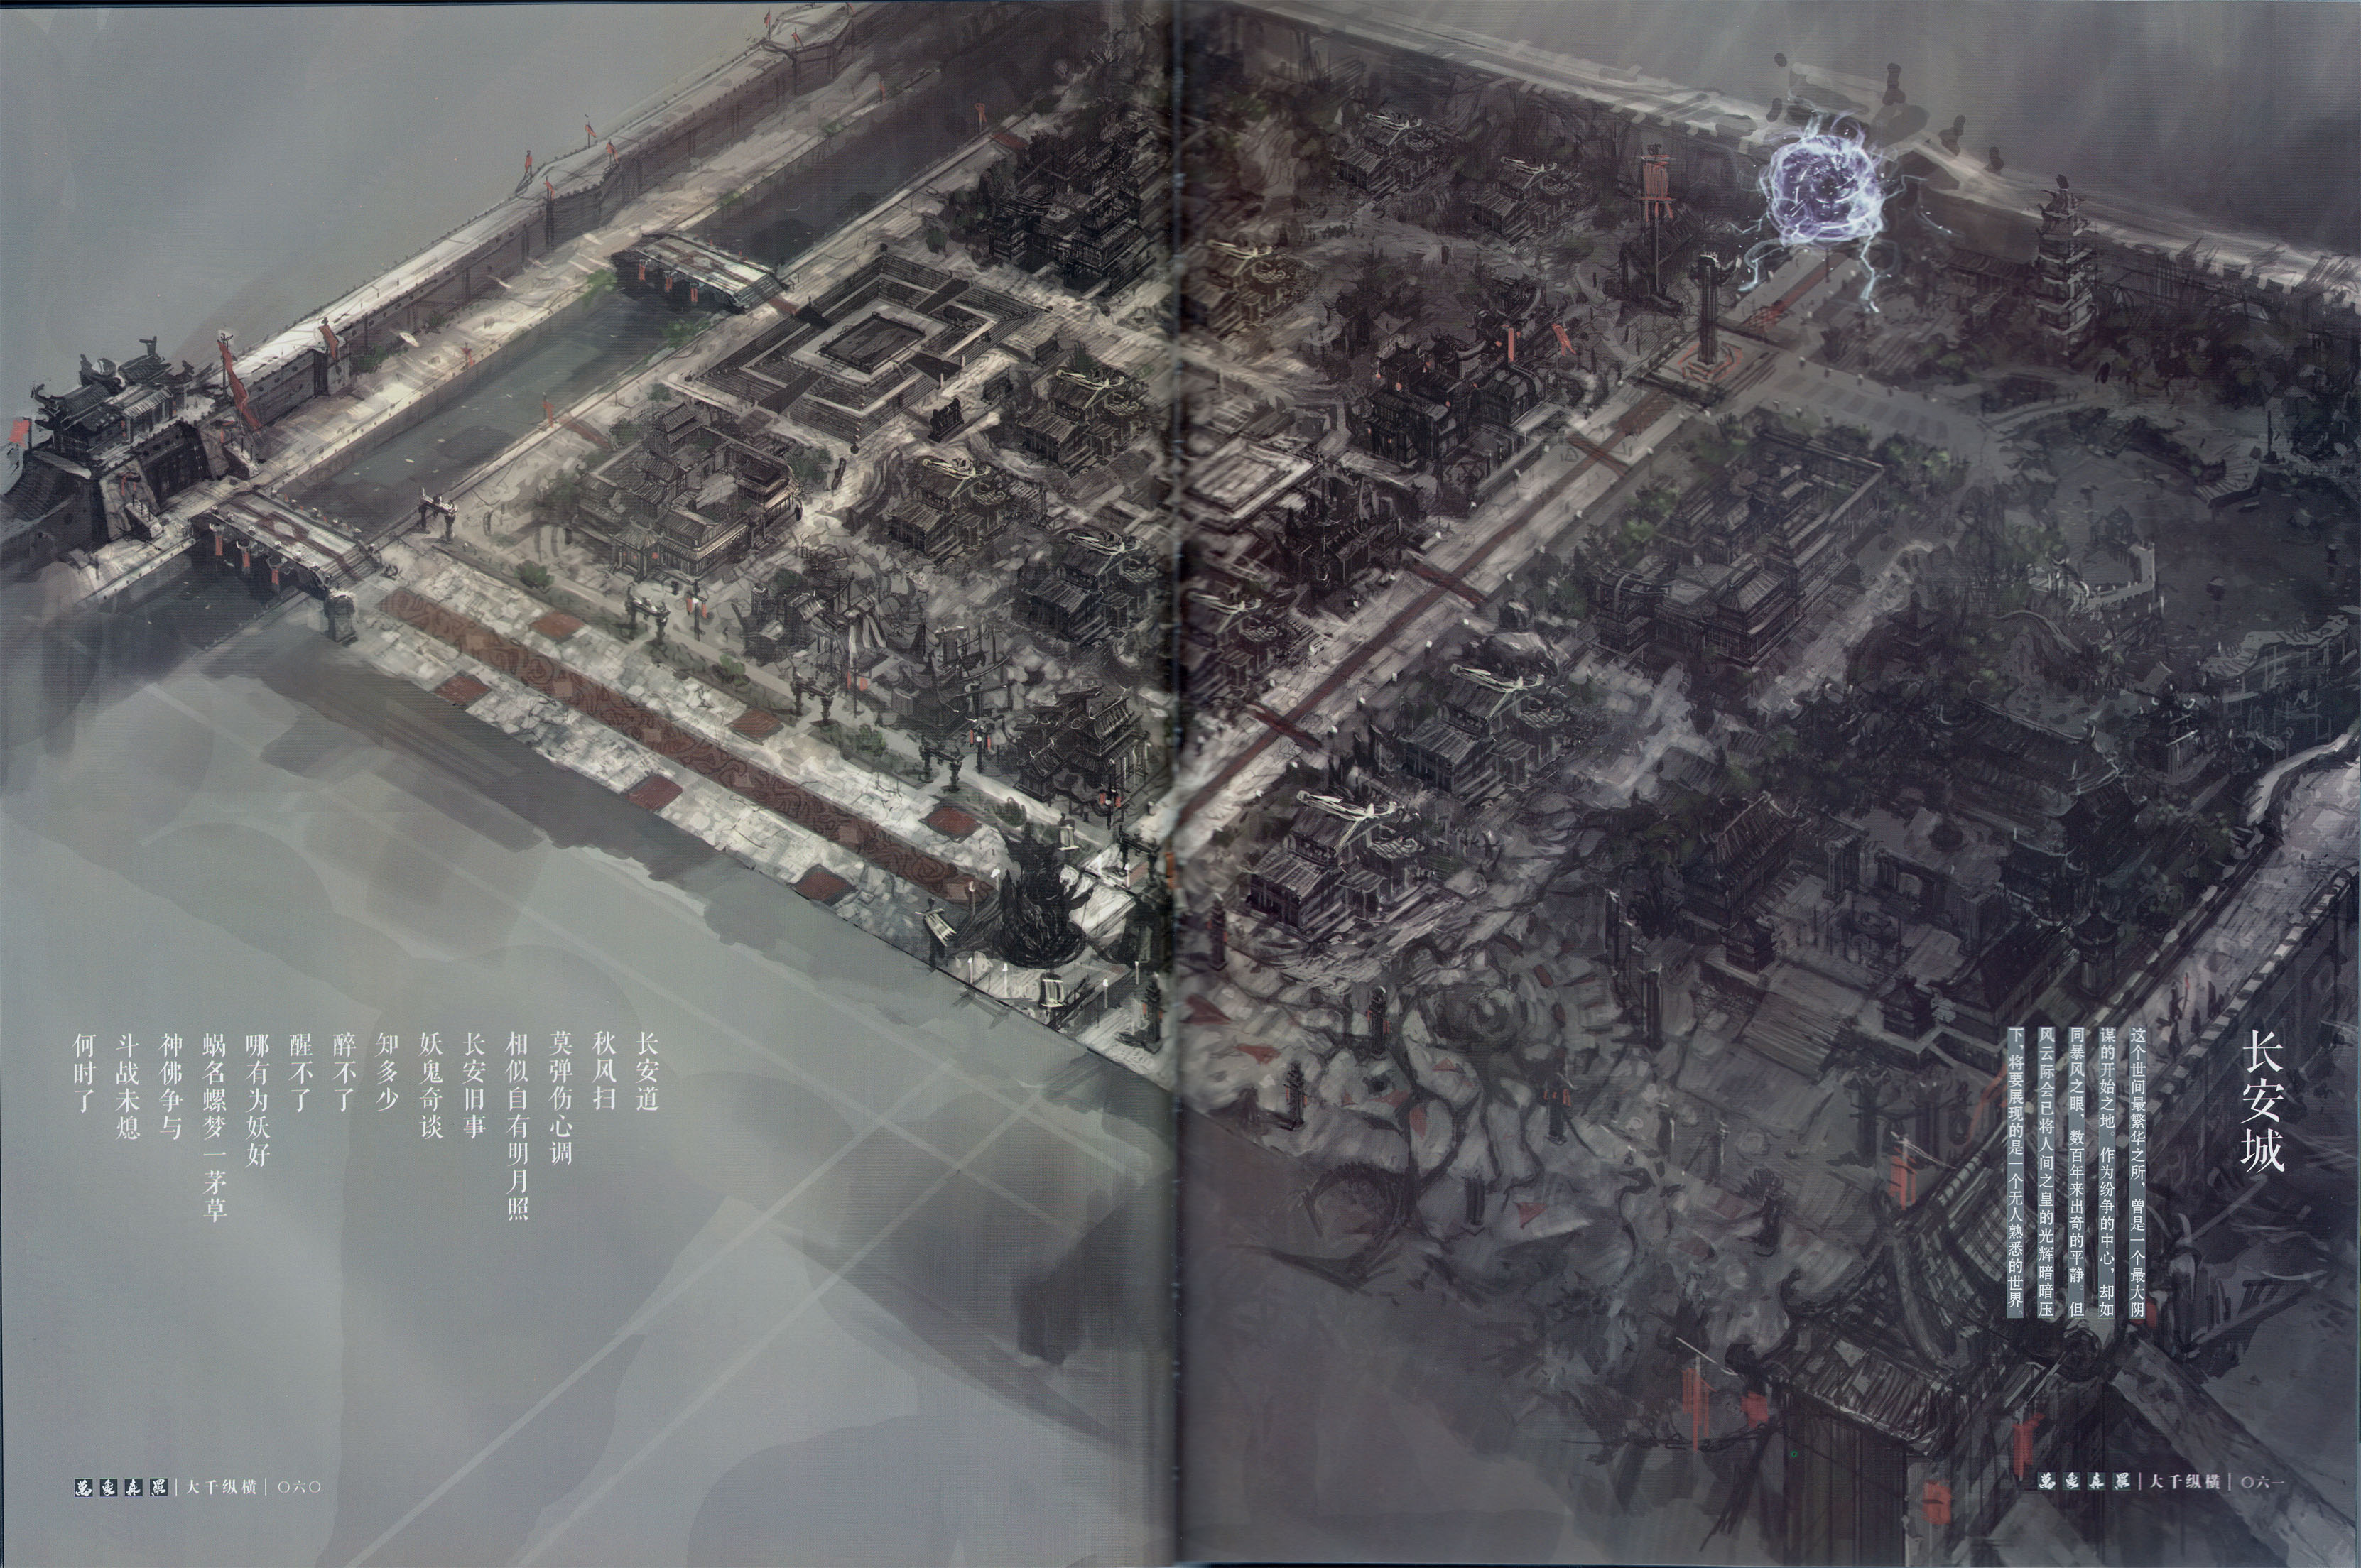 长安城
这个世间最繁华之所，曾是一个最大阴
谋的开始之地。作为纷争的中心，却如
同暴风之眼，数百年来出奇的平静。但
风云际会已将人间之皇的光辉暗暗压
下，将要展现的是一个无人熟悉的世界。
长安道
秋风扫
莫弹伤心调
相似自有明月照
长安旧事
妖鬼奇谈
知多少
醉不了
醒不了
哪有为妖好
蜗名螺梦一茅草
神佛争与
斗战未熄
何时了
萬象森羅｜大千纵横｜〇六〇
萬象森羅｜大千纵横｜〇六一